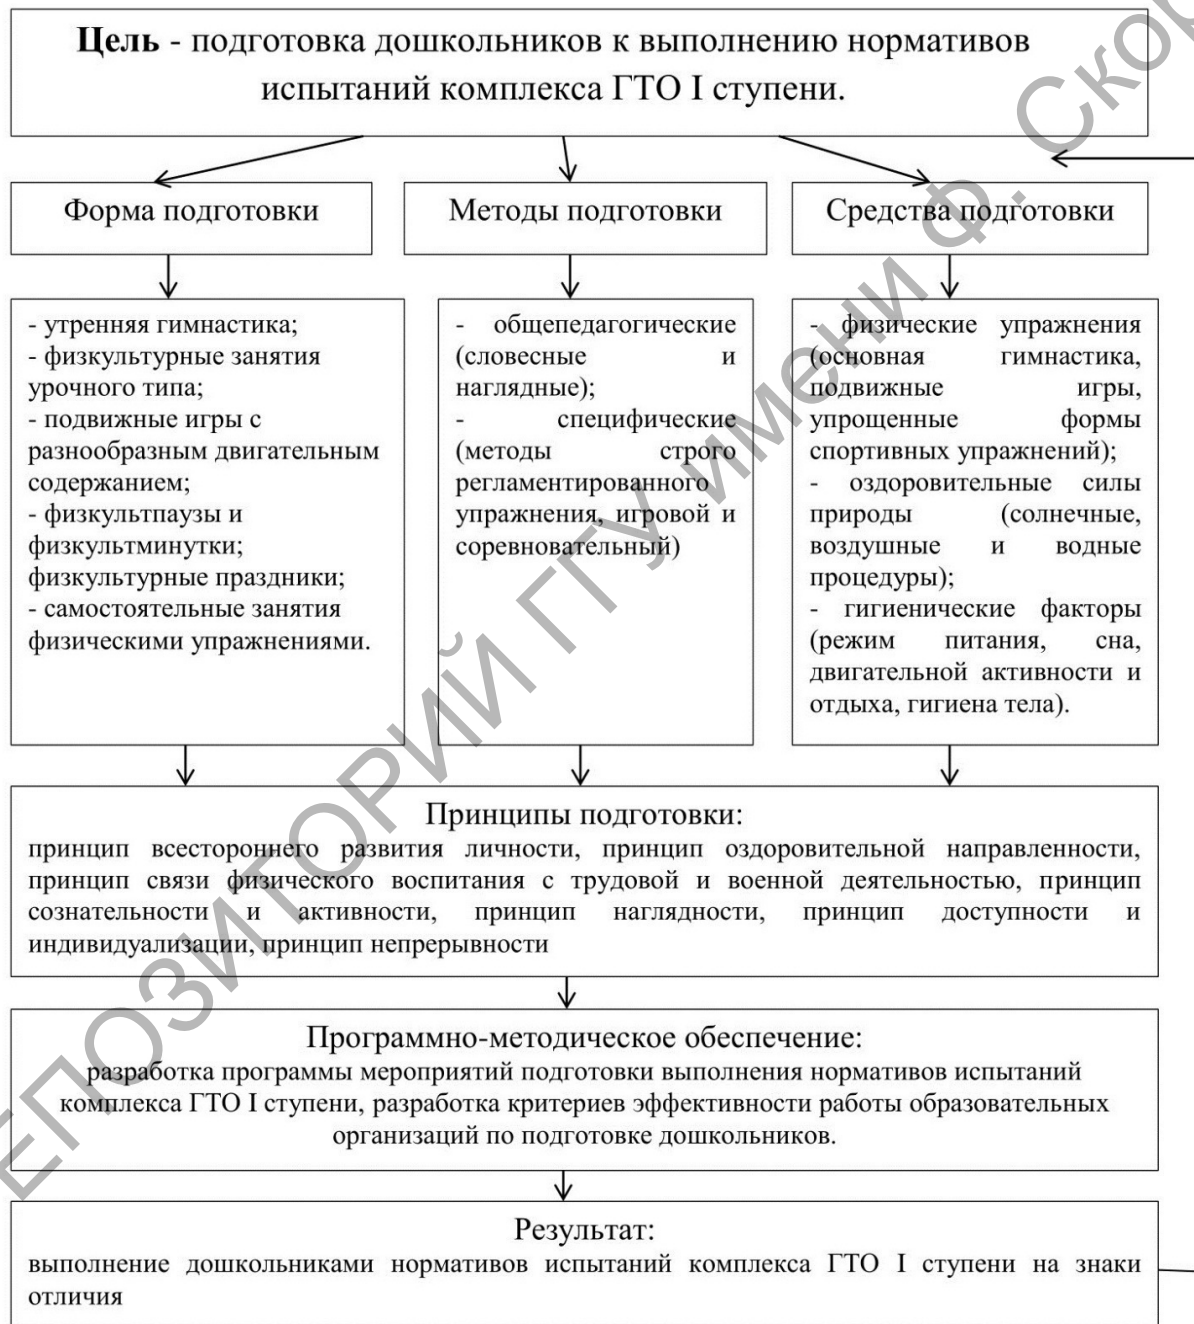 Цель - подготовка дошкольников к выполнению нормативов
испытаний комплекса ГТО I ступени.
Форма подготовки
Методы подготовки
Средства подготовки
- утренняя гимнастика;
- физкультурные занятия
урочного типа;
- подвижные игры с
разнообразным двигательным
содержанием;
- физкультпаузы и
физкультминутки;
физкультурные праздники;
- самостоятельные занятия
физическими упражнениями.
- общепедагогические
(словесные и
наглядные);
- специфические
(методы строго
регламентированного
упражнения, игровой и
соревновательный)
- физические упражнения
(основная гимнастика,
подвижные игры,
упрощенные формы
спортивных упражнений);
- оздоровительные силы
природы (солнечные,
воздушные и водные
процедуры);
- гигиенические факторы
(режим питания, сна,
двигательной активности и
отдыха, гигиена тела).
Принципы подготовки:
принцип всестороннего развития личности, принцип оздоровительной направленности,
принцип связи физического воспитания с трудовой и военной деятельностью, принцип
сознательности и активности, принцип наглядности, принцип доступности и
индивидуализации, принцип непрерывности
Программно-методическое обеспечение:
разработка программы мероприятий подготовки выполнения нормативов испытаний
комплекса ГТО I ступени, разработка критериев эффективности работы образовательных
организаций по подготовке дошкольников.
Результат:
выполнение дошкольниками нормативов испытаний комплекса ГТО I ступени на знаки
отличия
ЕПОЗИТОРИЙ ГГУ имени Ф. Скор